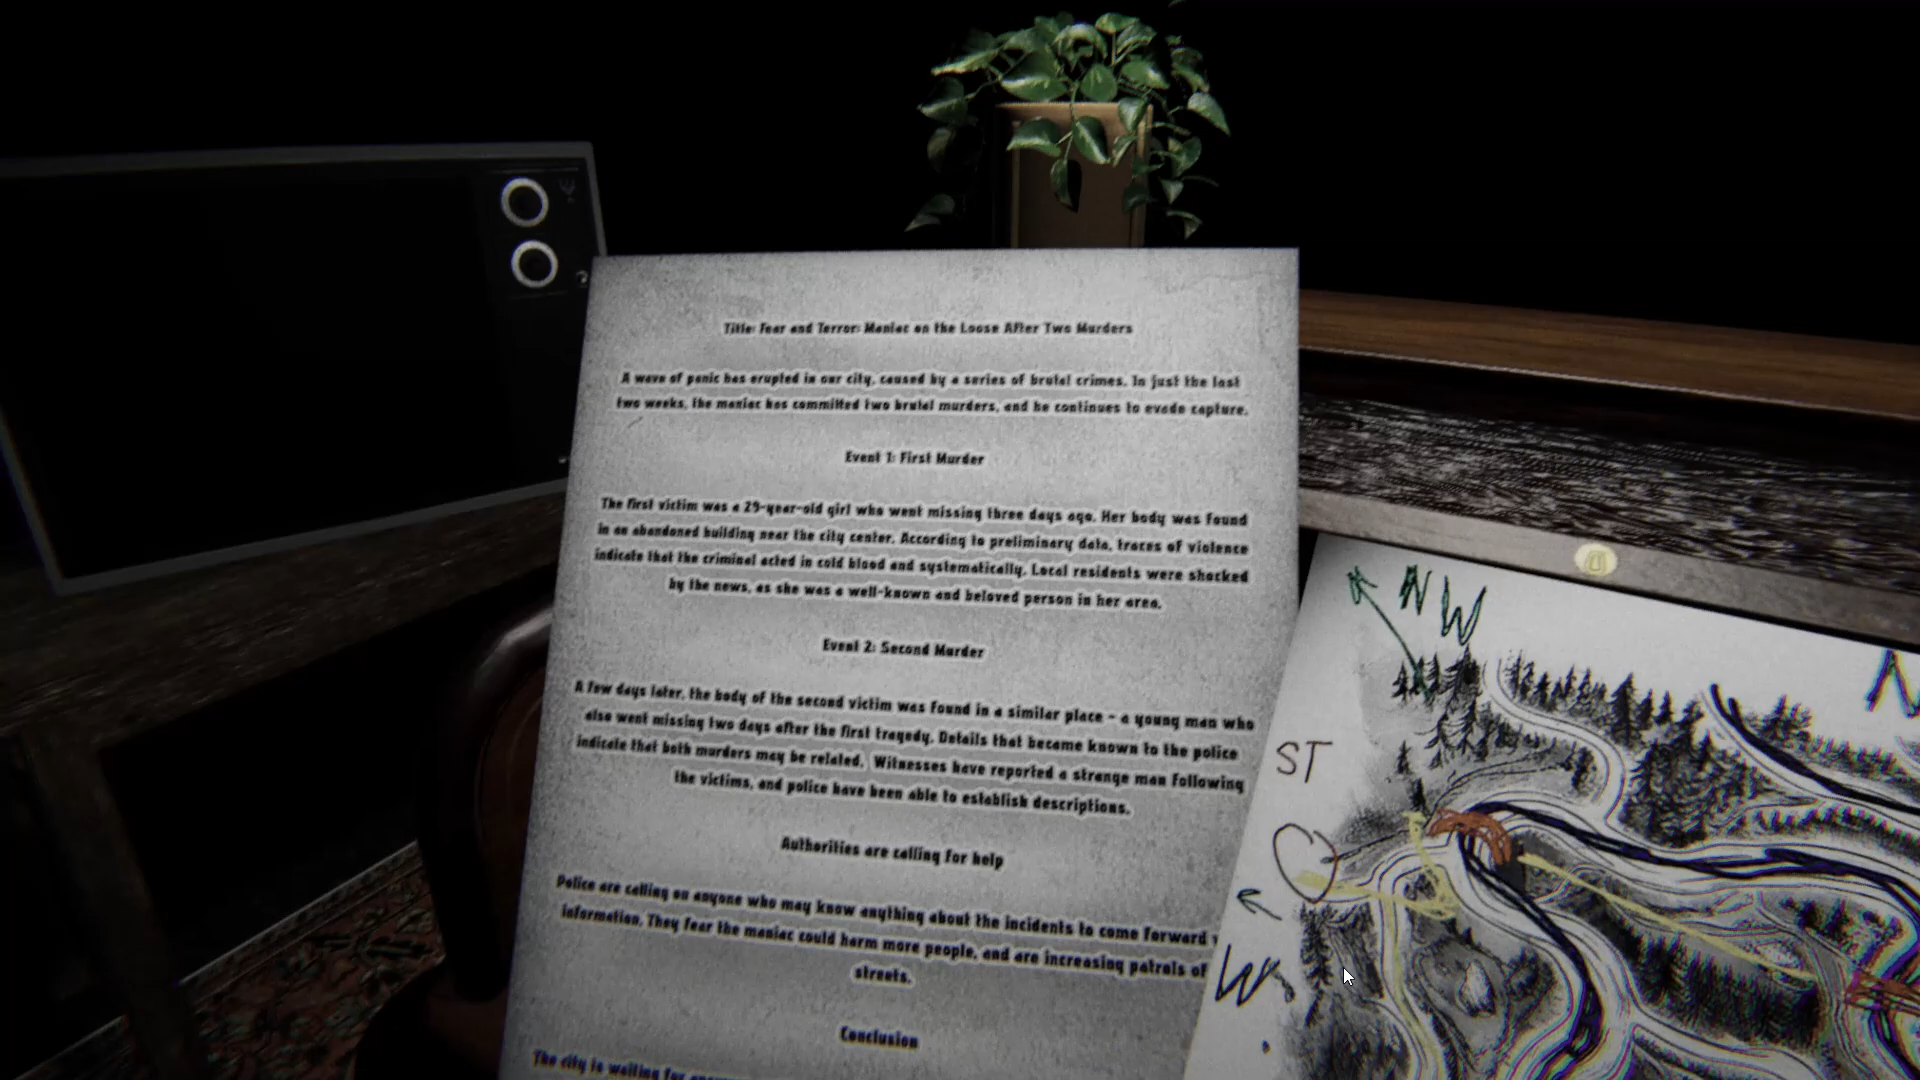 Title: Fear and Terror: Maniac on the Loose After Two Murders
A wave of panic has erupted in our city, caused by a series of brutal crimes. In just the last
two weeks, the maniac has committed two brutal murders, and he continues to evade capture.
Event 1: First Murder
The first victim was a 29-year-old girl who went missing three days ago. Her body was found
in an abandoned building near the city center. According to preliminary data, traces of violence
indicate that the criminal acted in cold blood and systematically. Local residents were shocked
by the news, as she was a well-known and beloved person in her area.
Event 2: Second Murder
A few days later, the body of the second victim was found in a similar place - a young man who
also went missing two days after the first tragedy. Details that became known to the police
indicate that both murders may be related. Witnesses have reported a strange man following
the victims, and police have been able to establish descriptions.
Authorities are calling for help
Police are calling on anyone who may know anything about the incidents to come forward
information. They fear the maniac could harm more people, and are increasing patrols of
streets.
Conclusion
The city is waiting for
NW
N
ST
W